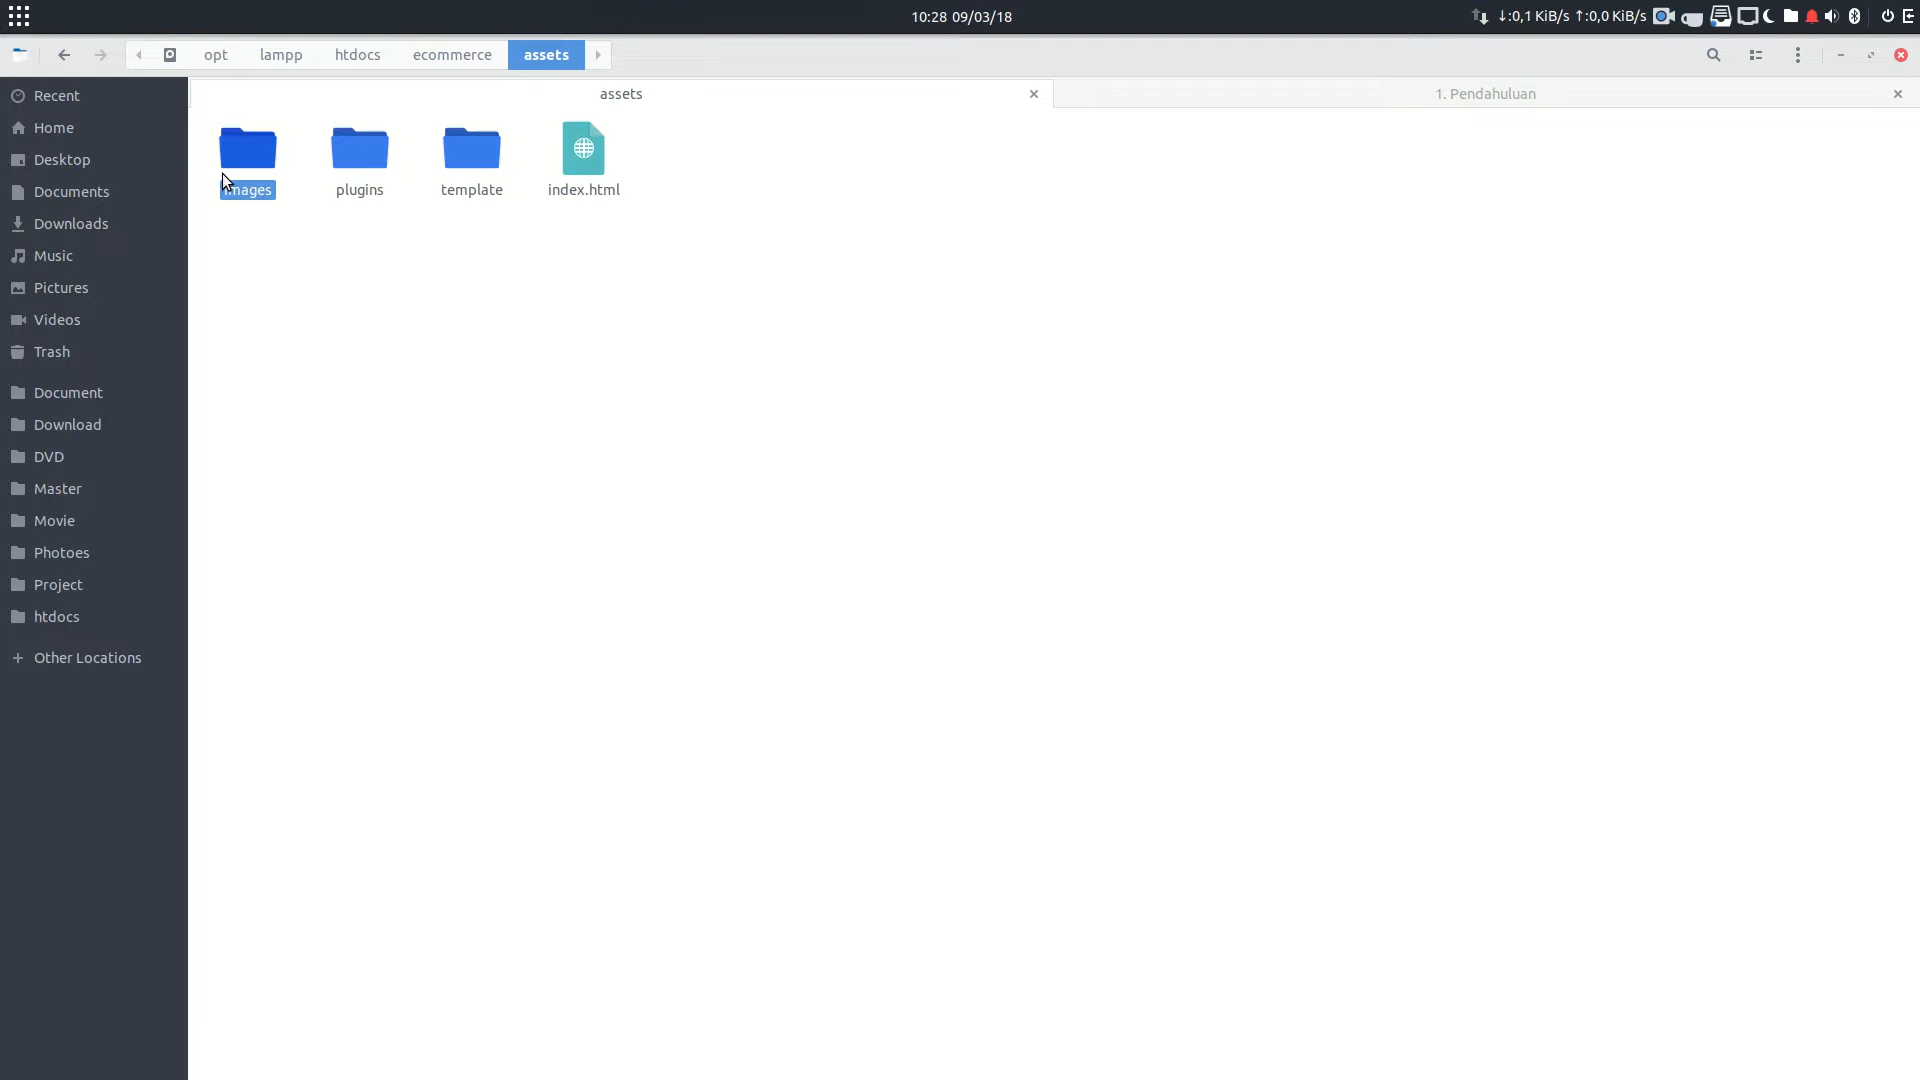 10:28 09/03/18
↓:0,1 KiB/s ↑:0,0 KiB/s
opt lampp htdocs ecommerce assets
assets
1. Pendahuluan
Recent
Home
Desktop
Documents
Downloads
Music
Pictures
Videos
Trash
Document
Download
DVD
Master
Movie
Photoes
Project
htdocs
Other Locations
images
plugins
template
index.html